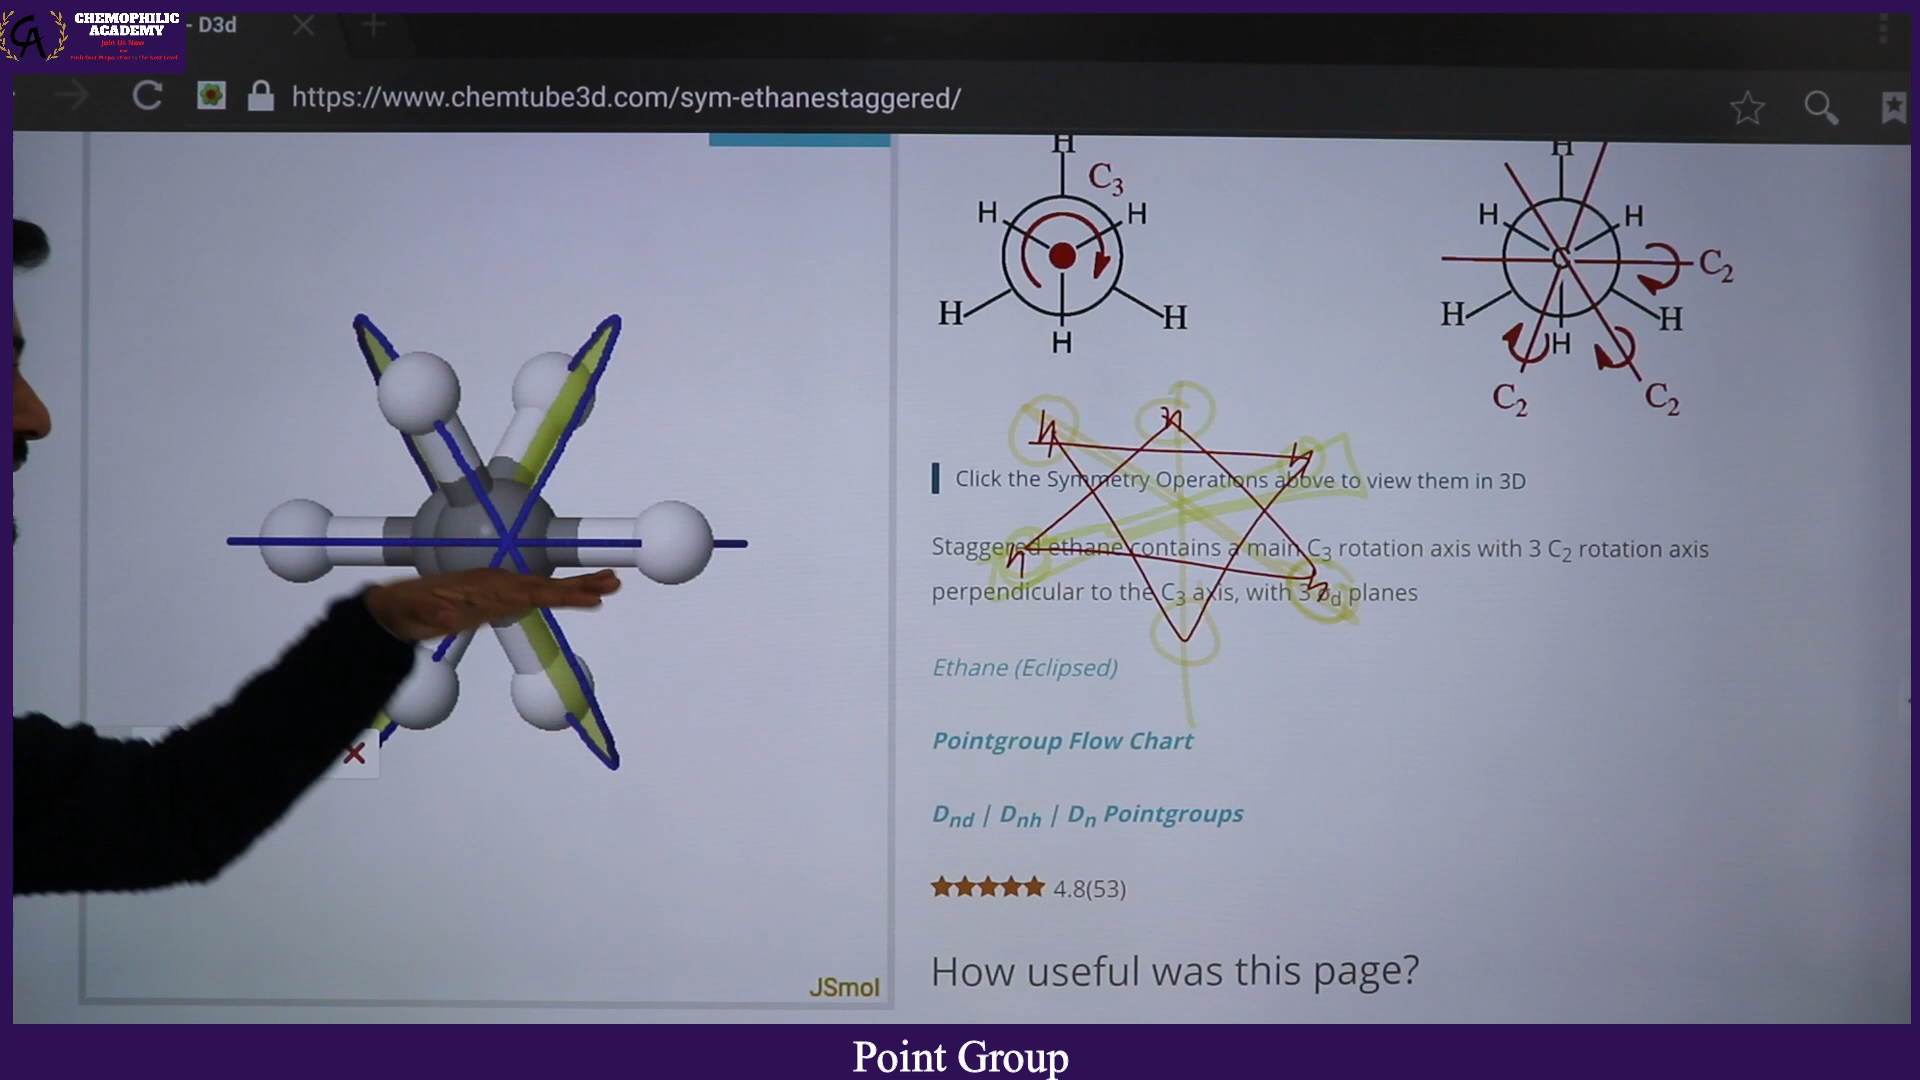 CHEMOPHILIC
ACADEMY
Join Us Now
- D3d
https://www.chemtube3d.com/sym-ethanestaggered/
H
C3
H
H
H
H
H
H
H
H
C
C2
H
H
H
C2
C2
H
H
H
H
H
Click the Symmetry Operations above to view them in 3D
Staggered ethane contains a main C3 rotation axis with 3 C2 rotation axis
perpendicular to the C3 axis, with 3 σd planes
Ethane (Eclipsed)
Pointgroup Flow Chart
Dnd | Dnh | Dn Pointgroups
4.8(53)
How useful was this page?
JSmol
Point Group